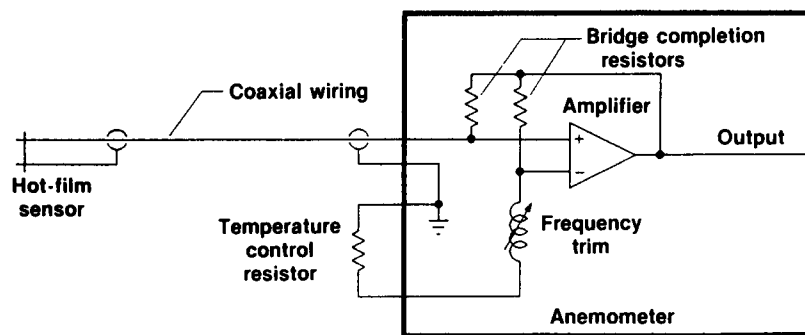 Bridge completion
resistors
Coaxial wiring
Amplifier
+
Output
−
Hot-film
sensor
Temperature
control
resistor
Frequency
trim
Anemometer